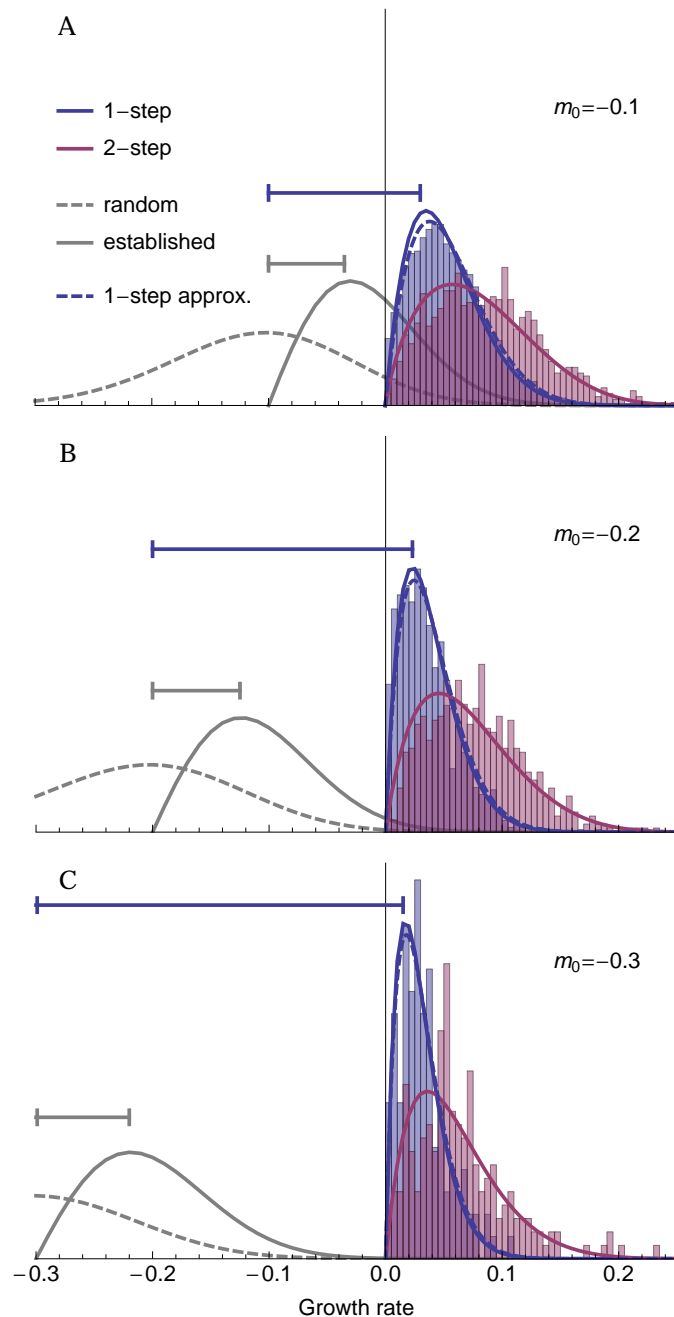 A
1−step
m0=−0.1
2−step
random
established
1−step approx.
B
m0=−0.2
C
m0=−0.3
−0.3 −0.2 −0.1 0.0 0.1 0.2
Growth rate